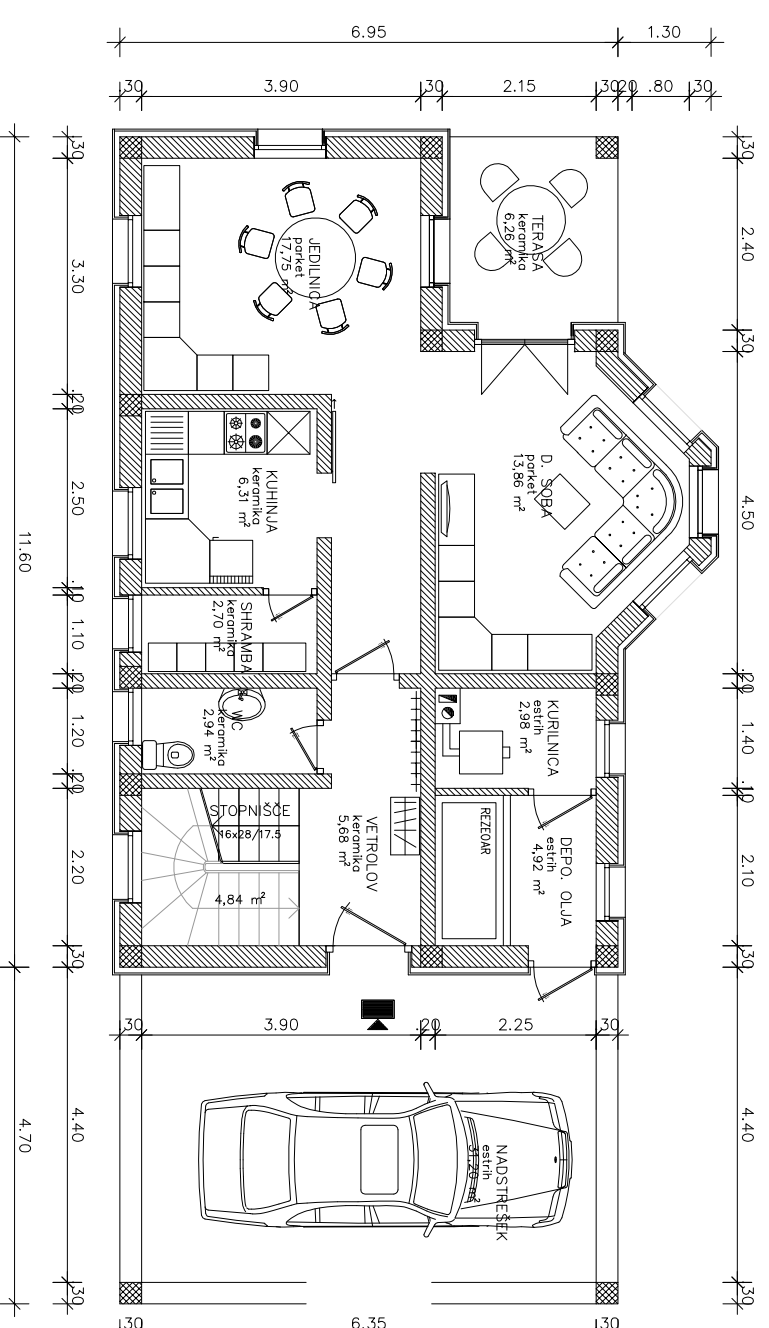 6.95
1.30
.30
3.90
.30
2.15
.30
.20
.80
.30
.30
3.30
.20
2.50
.10
1.10
.20
1.20
.20
2.20
.30
4.40
.30
11.60
4.70
.30
2.40
.30
4.50
.20
1.40
.10
2.10
.30
4.40
.30
TERASA
keramika
6,26 m²
JEDILNICA
parket
17,75 m²
D. SOBA
parket
13,86 m²
KUHINJA
keramika
6,31 m²
SHRAMBA
keramika
2,70 m²
WC
keramika
2,94 m²
KURILNICA
estrih
2,98 m²
STOPNIŠČE
16x28/17.5
4,84 m²
VETROLOV
keramika
5,68 m²
REZEOAR
DEPO. OLJA
estrih
4,92 m²
.30
3.90
.20
2.25
.30
NADSTREŠEK
estrih
31,20 m²
.30
6.35
.30